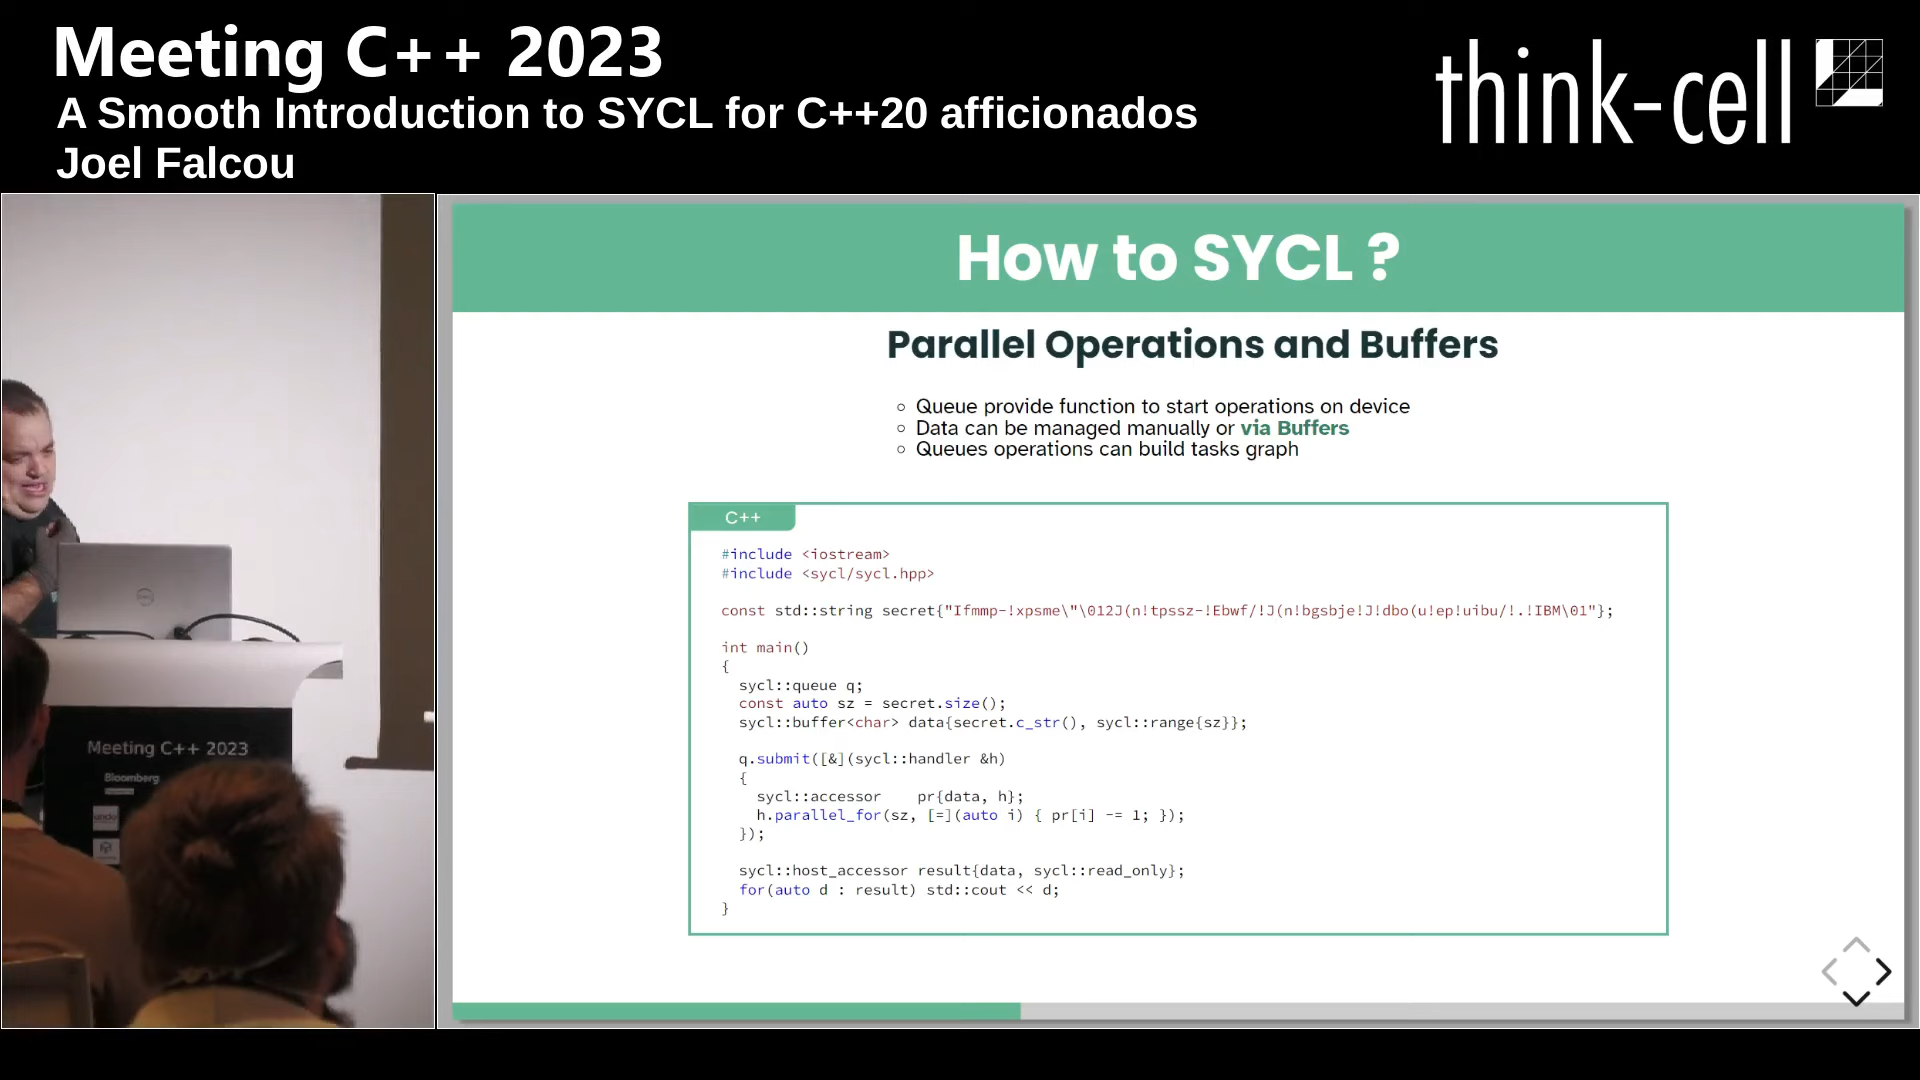 Meeting C++ 2023
A Smooth Introduction to SYCL for C++20 afficionados
Joel Falcou
think-cell
How to SYCL ?
Parallel Operations and Buffers
Queue provide function to start operations on device
Data can be managed manually or via Buffers
Queues operations can build tasks graph
C++
#include <iostream>
#include <sycl/sycl.hpp>
const std::string secret{"Ifmmp-!xpsme\"\012J(n!tpssz-!Ebwf/!J(n!bgsbje!J!dbo(u!ep!uibu/!.!IBM\01"};
int main()
{
sycl::queue q;
const auto sz = secret.size();
sycl::buffer<char> data{secret.c_str(), sycl::range{sz}};
q.submit([&](sycl::handler &h)
{
sycl::accessor    pr{data, h};
h.parallel_for(sz, [=](auto i) { pr[i] -= 1; });
});
sycl::host_accessor result{data, sycl::read_only};
for(auto d : result) std::cout << d;
}
Meeting C++ 2023
Bloomberg